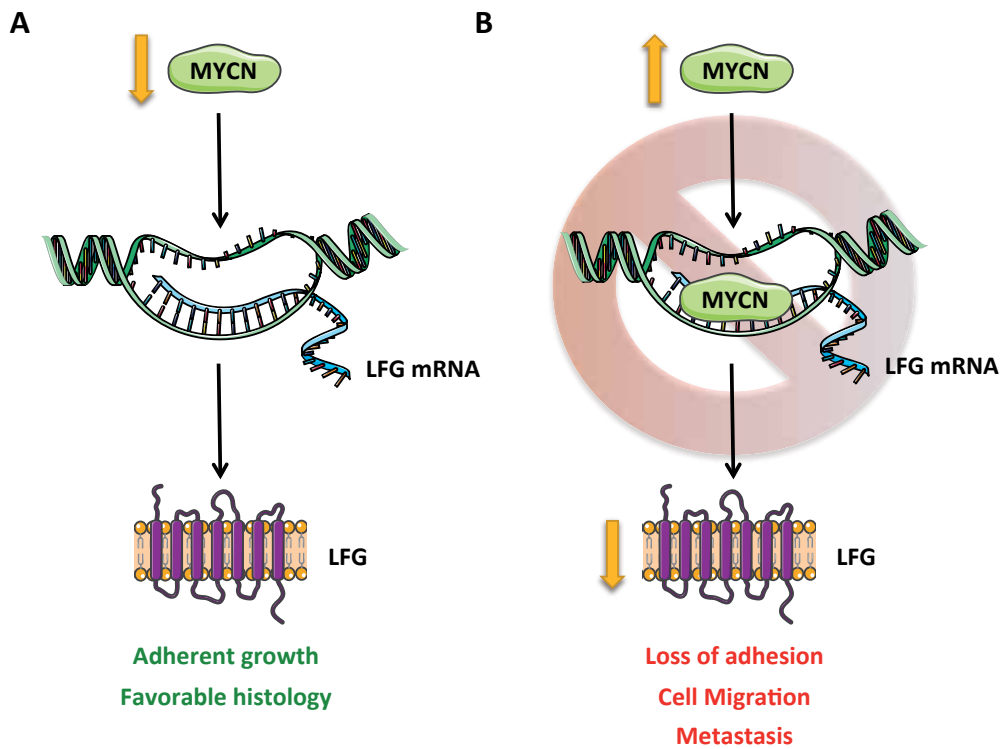 A
MYCN
LFG mRNA
LFG
Adherent growth
Favorable histology
B
MYCN
MYCN
LFG mRNA
LFG
Loss of adhesion
Cell Migration
Metastasis